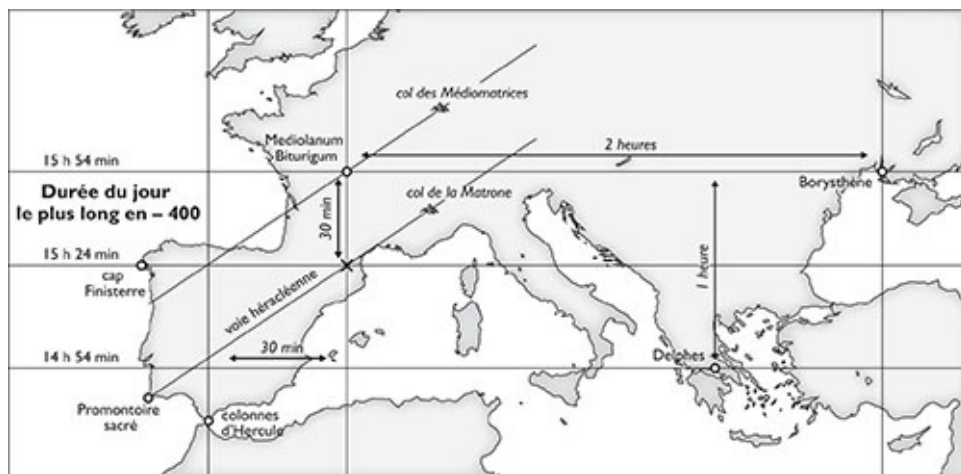 col des Médiomatrices
Mediolanum
Biturigum
2 heures
15 h 54 min
Borysthène
Durée du jour
le plus long en – 400
col de la Matrone
30 min
1 heure
15 h 24 min
cap
Finisterre
voie héracléenne
30 min
14 h 54 min
Delphes
Promontoire
sacré
colonnes
d'Hercule